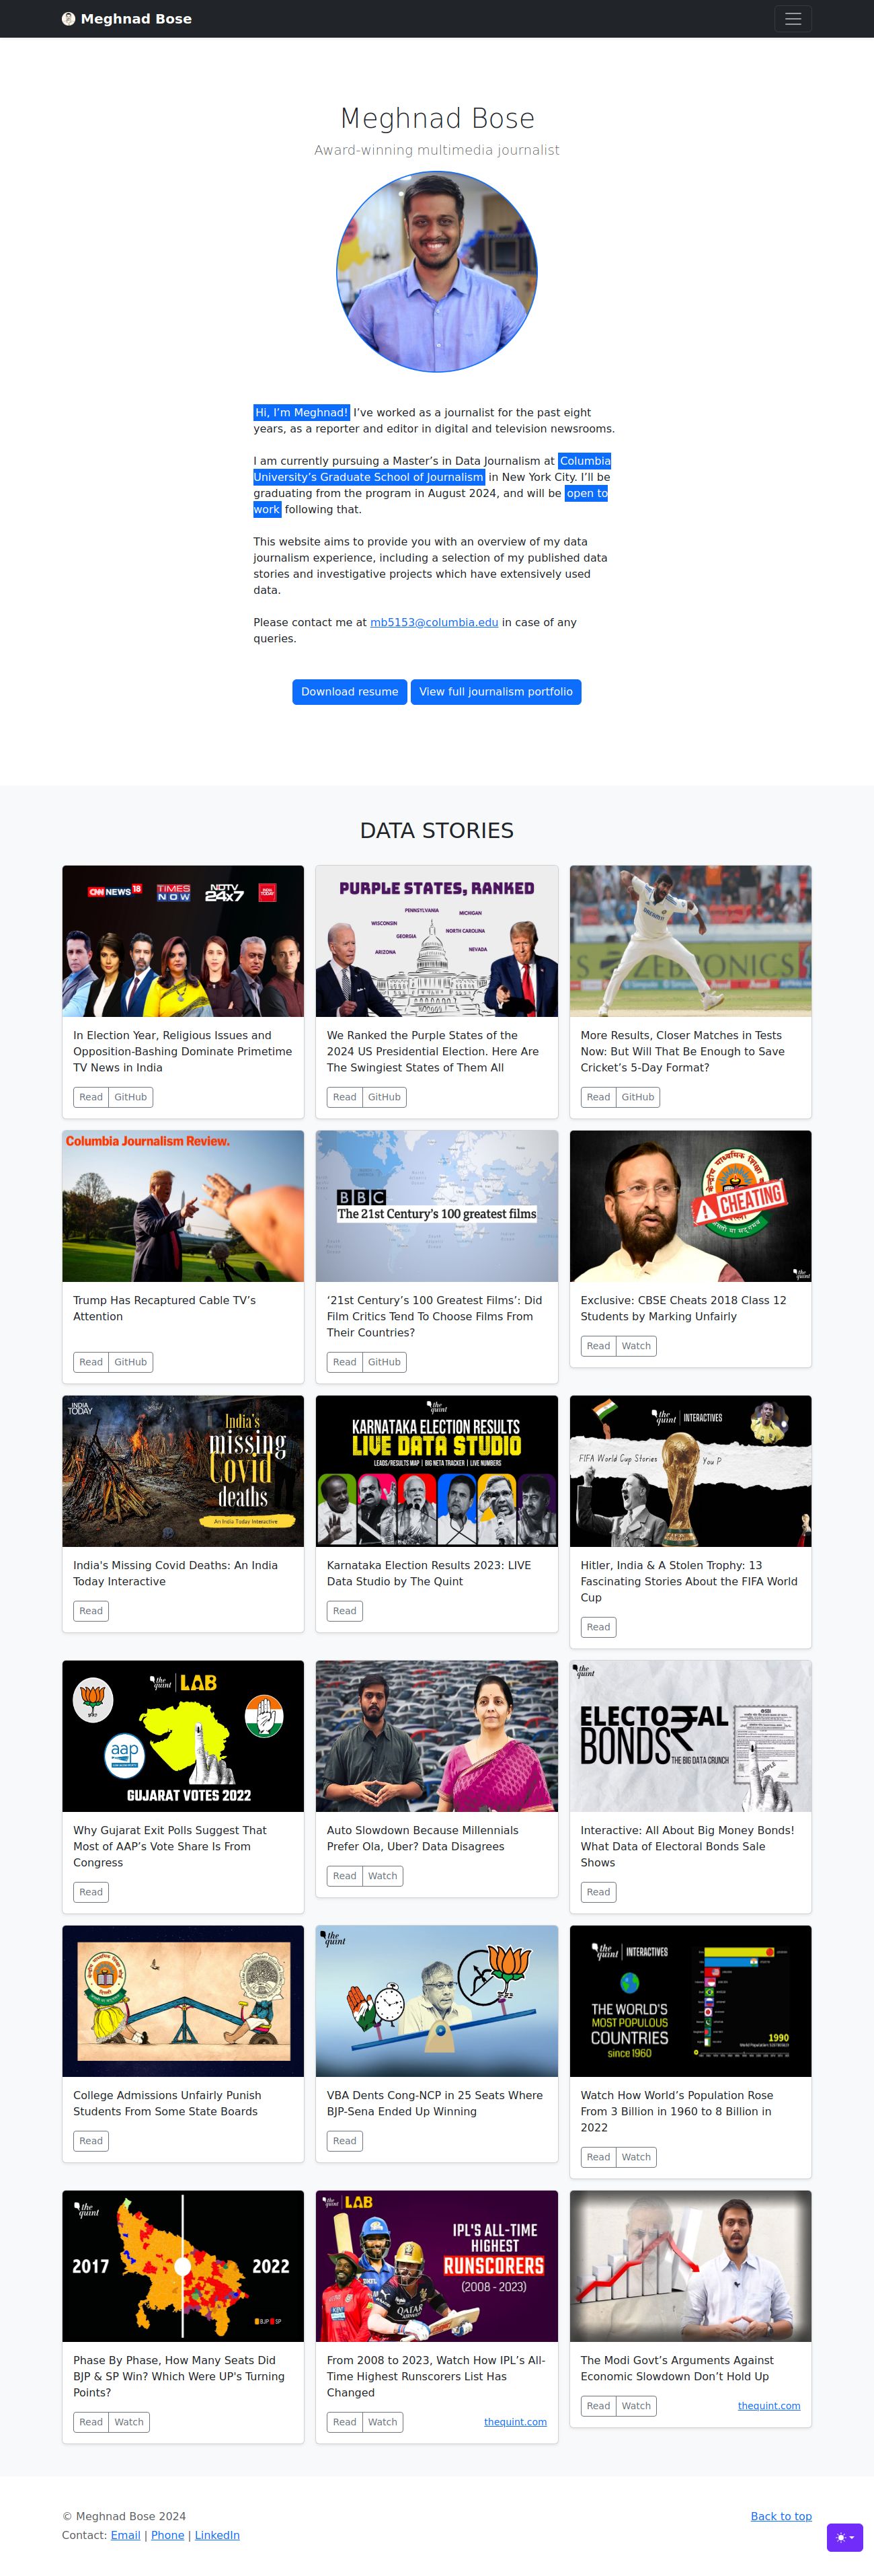 Meghnad Bose
Meghnad Bose
Award-winning multimedia journalist
Hi, I’m Meghnad! I’ve worked as a journalist for the past eight
years, as a reporter and editor in digital and television newsrooms.
I am currently pursuing a Master’s in Data Journalism at Columbia
University’s Graduate School of Journalism in New York City. I’ll be
graduating from the program in August 2024, and will be open to
work following that.
This website aims to provide you with an overview of my data
journalism experience, including a selection of my published data
stories and investigative projects which have extensively used
data.
Please contact me at mb5153@columbia.edu in case of any
queries.
Download resume View full journalism portfolio
DATA STORIES
CNN NEWS 18 TIMES NOW NDTV 24x7 INDIA TODAY
In Election Year, Religious Issues and
Opposition-Bashing Dominate Primetime
TV News in India
Read GitHub
PURPLE STATES, RANKED
PENNSYLVANIA
MICHIGAN
WISCONSIN
NORTH CAROLINA
GEORGIA
NEVADA
ARIZONA
We Ranked the Purple States of the
2024 US Presidential Election. Here Are
The Swingiest States of Them All
Read GitHub
S ZEBRONICS
More Results, Closer Matches in Tests
Now: But Will That Be Enough to Save
Cricket’s 5-Day Format?
Read GitHub
Columbia Journalism Review.
Trump Has Recaptured Cable TV’s
Attention
Read GitHub
BBC
The 21st Century's 100 greatest films
‘21st Century’s 100 Greatest Films’: Did
Film Critics Tend To Choose Films From
Their Countries?
Read GitHub
CHEATING
the quint
Exclusive: CBSE Cheats 2018 Class 12
Students by Marking Unfairly
Read Watch
INDIA TODAY
India's
missing
Covid
deaths
An India Today Interactive
India's Missing Covid Deaths: An India
Today Interactive
Read
the quint
KARNATAKA ELECTION RESULTS
LIVE DATA STUDIO
LEADS/RESULTS MAP | BIG NETA TRACKER | LIVE NUMBERS
Karnataka Election Results 2023: LIVE
Data Studio by The Quint
Read
the quint INTERACTIVES
FIFA World Cup Stories You P
Hitler, India & A Stolen Trophy: 13
Fascinating Stories About the FIFA World
Cup
Read
the quint LAB
aap
GUJARAT VOTES 2022
Why Gujarat Exit Polls Suggest That
Most of AAP’s Vote Share Is From
Congress
Read
Auto Slowdown Because Millennials
Prefer Ola, Uber? Data Disagrees
Read Watch
the quint
ELECTO₹AL
BONDS THE BIG DATA CRUNCH
Interactive: All About Big Money Bonds!
What Data of Electoral Bonds Sale
Shows
Read
College Admissions Unfairly Punish
Students From Some State Boards
Read
the quint
VBA Dents Cong-NCP in 25 Seats Where
BJP-Sena Ended Up Winning
Read
the quint INTERACTIVES
THE WORLD'S
MOST POPULOUS
COUNTRIES
since 1960
1990
Watch How World’s Population Rose
From 3 Billion in 1960 to 8 Billion in
2022
Read Watch
the quint
2017 2022
BJP SP
Phase By Phase, How Many Seats Did
BJP & SP Win? Which Were UP's Turning
Points?
Read Watch
the quint LAB
IPL'S ALL-TIME
HIGHEST
RUNSCORERS
(2008 - 2023)
QATAR
From 2008 to 2023, Watch How IPL’s All-
Time Highest Runscorers List Has
Changed
Read Watch thequint.com
The Modi Govt’s Arguments Against
Economic Slowdown Don’t Hold Up
Read Watch thequint.com
© Meghnad Bose 2024
Back to top
Contact: Email | Phone | LinkedIn